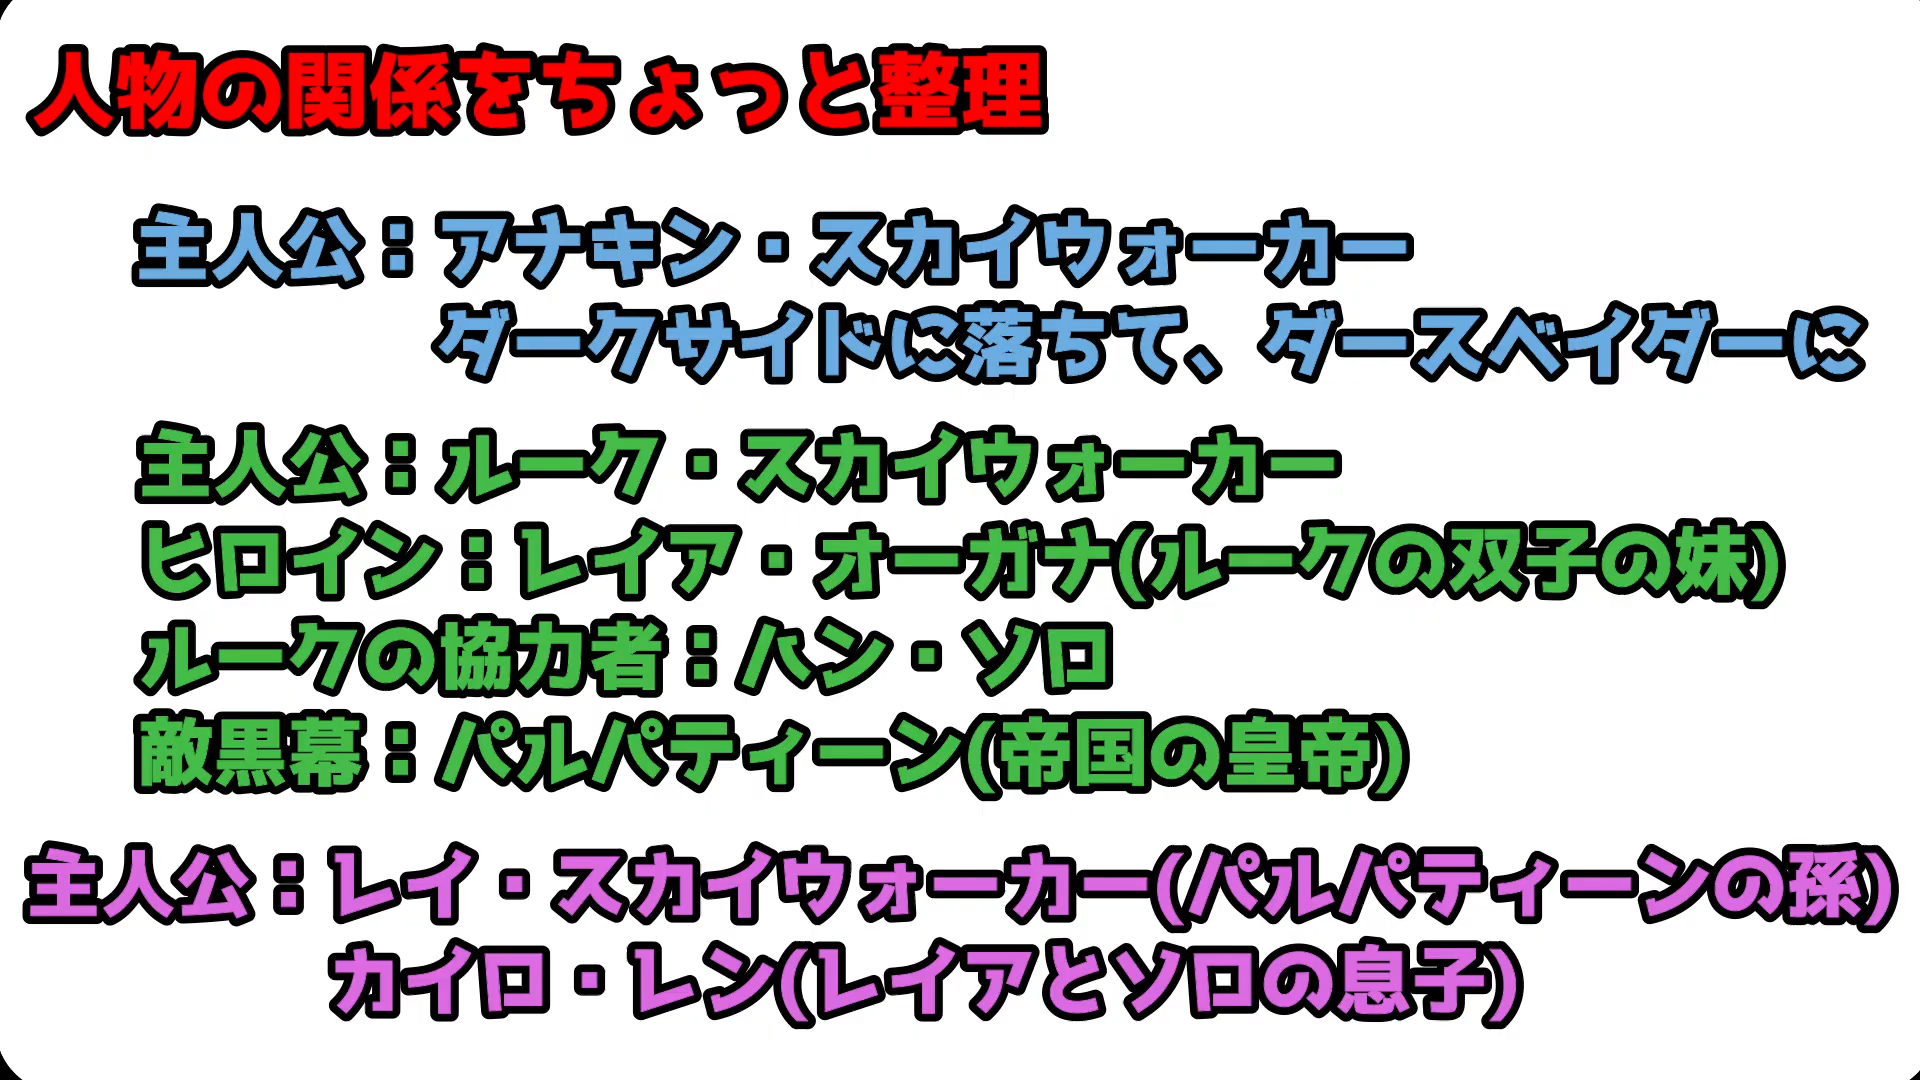 人物の関係をちょっと整理
主人公：アナキン・スカイウォーカー
ダークサイドに落ちて、ダースベイダーに
主人公：ルーク・スカイウォーカー
ヒロイン：レイア・オーガナ(ルークの双子の妹)
ルークの協力者：ハン・ソロ
敵黒幕：パルパティーン(帝国の皇帝)
主人公：レイ・スカイウォーカー(パルパティーンの孫)
カイロ・レン(レイアとソロの息子)